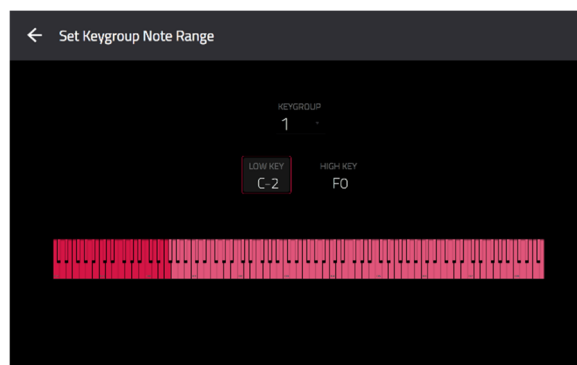 Set Keygroup Note Range
KEYGROUP
1
LOW KEY HIGH KEY
C-2 F0